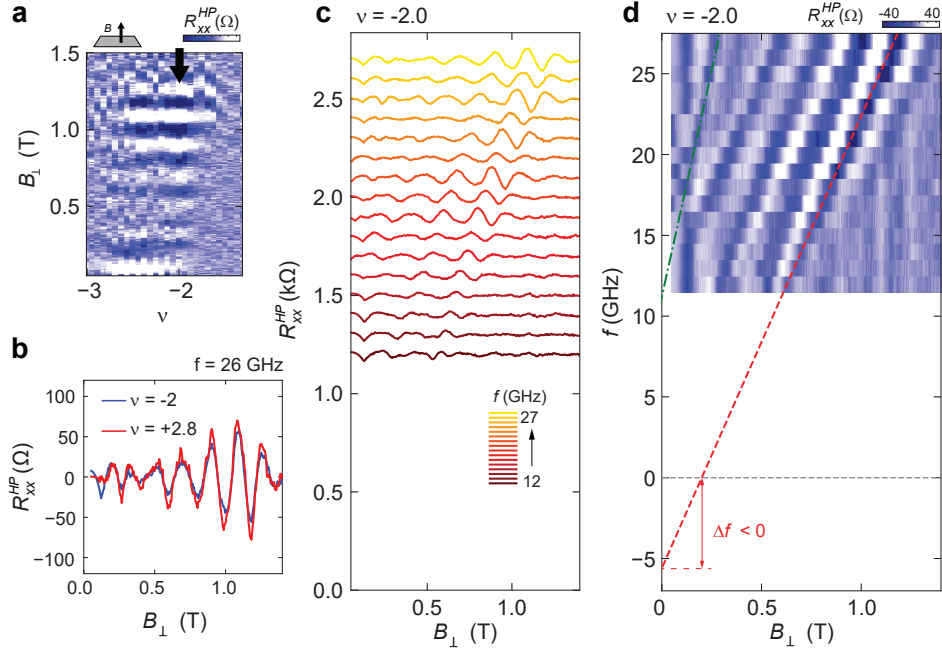 a
B
R_xx^HP(Ω)
1.5
1.0
0.5
B⊥ (T)
−3
−2
ν
b
f = 26 GHz
100
50
0
−50
−100
R_xx^HP(Ω)
ν = -2
ν = +2.8
0.0
0.5
1.0
B⊥ (T)
c
ν = -2.0
2.5
2.0
1.5
1.0
0.5
0.0
R_xx^HP(kΩ)
f (GHz)
27
12
0.5
1.0
B⊥ (T)
d
R_xx^HP(Ω)
-40
40
25
20
15
10
5
0
−5
f (GHz)
Δf < 0
0
0.5
1.0
B⊥ (T)